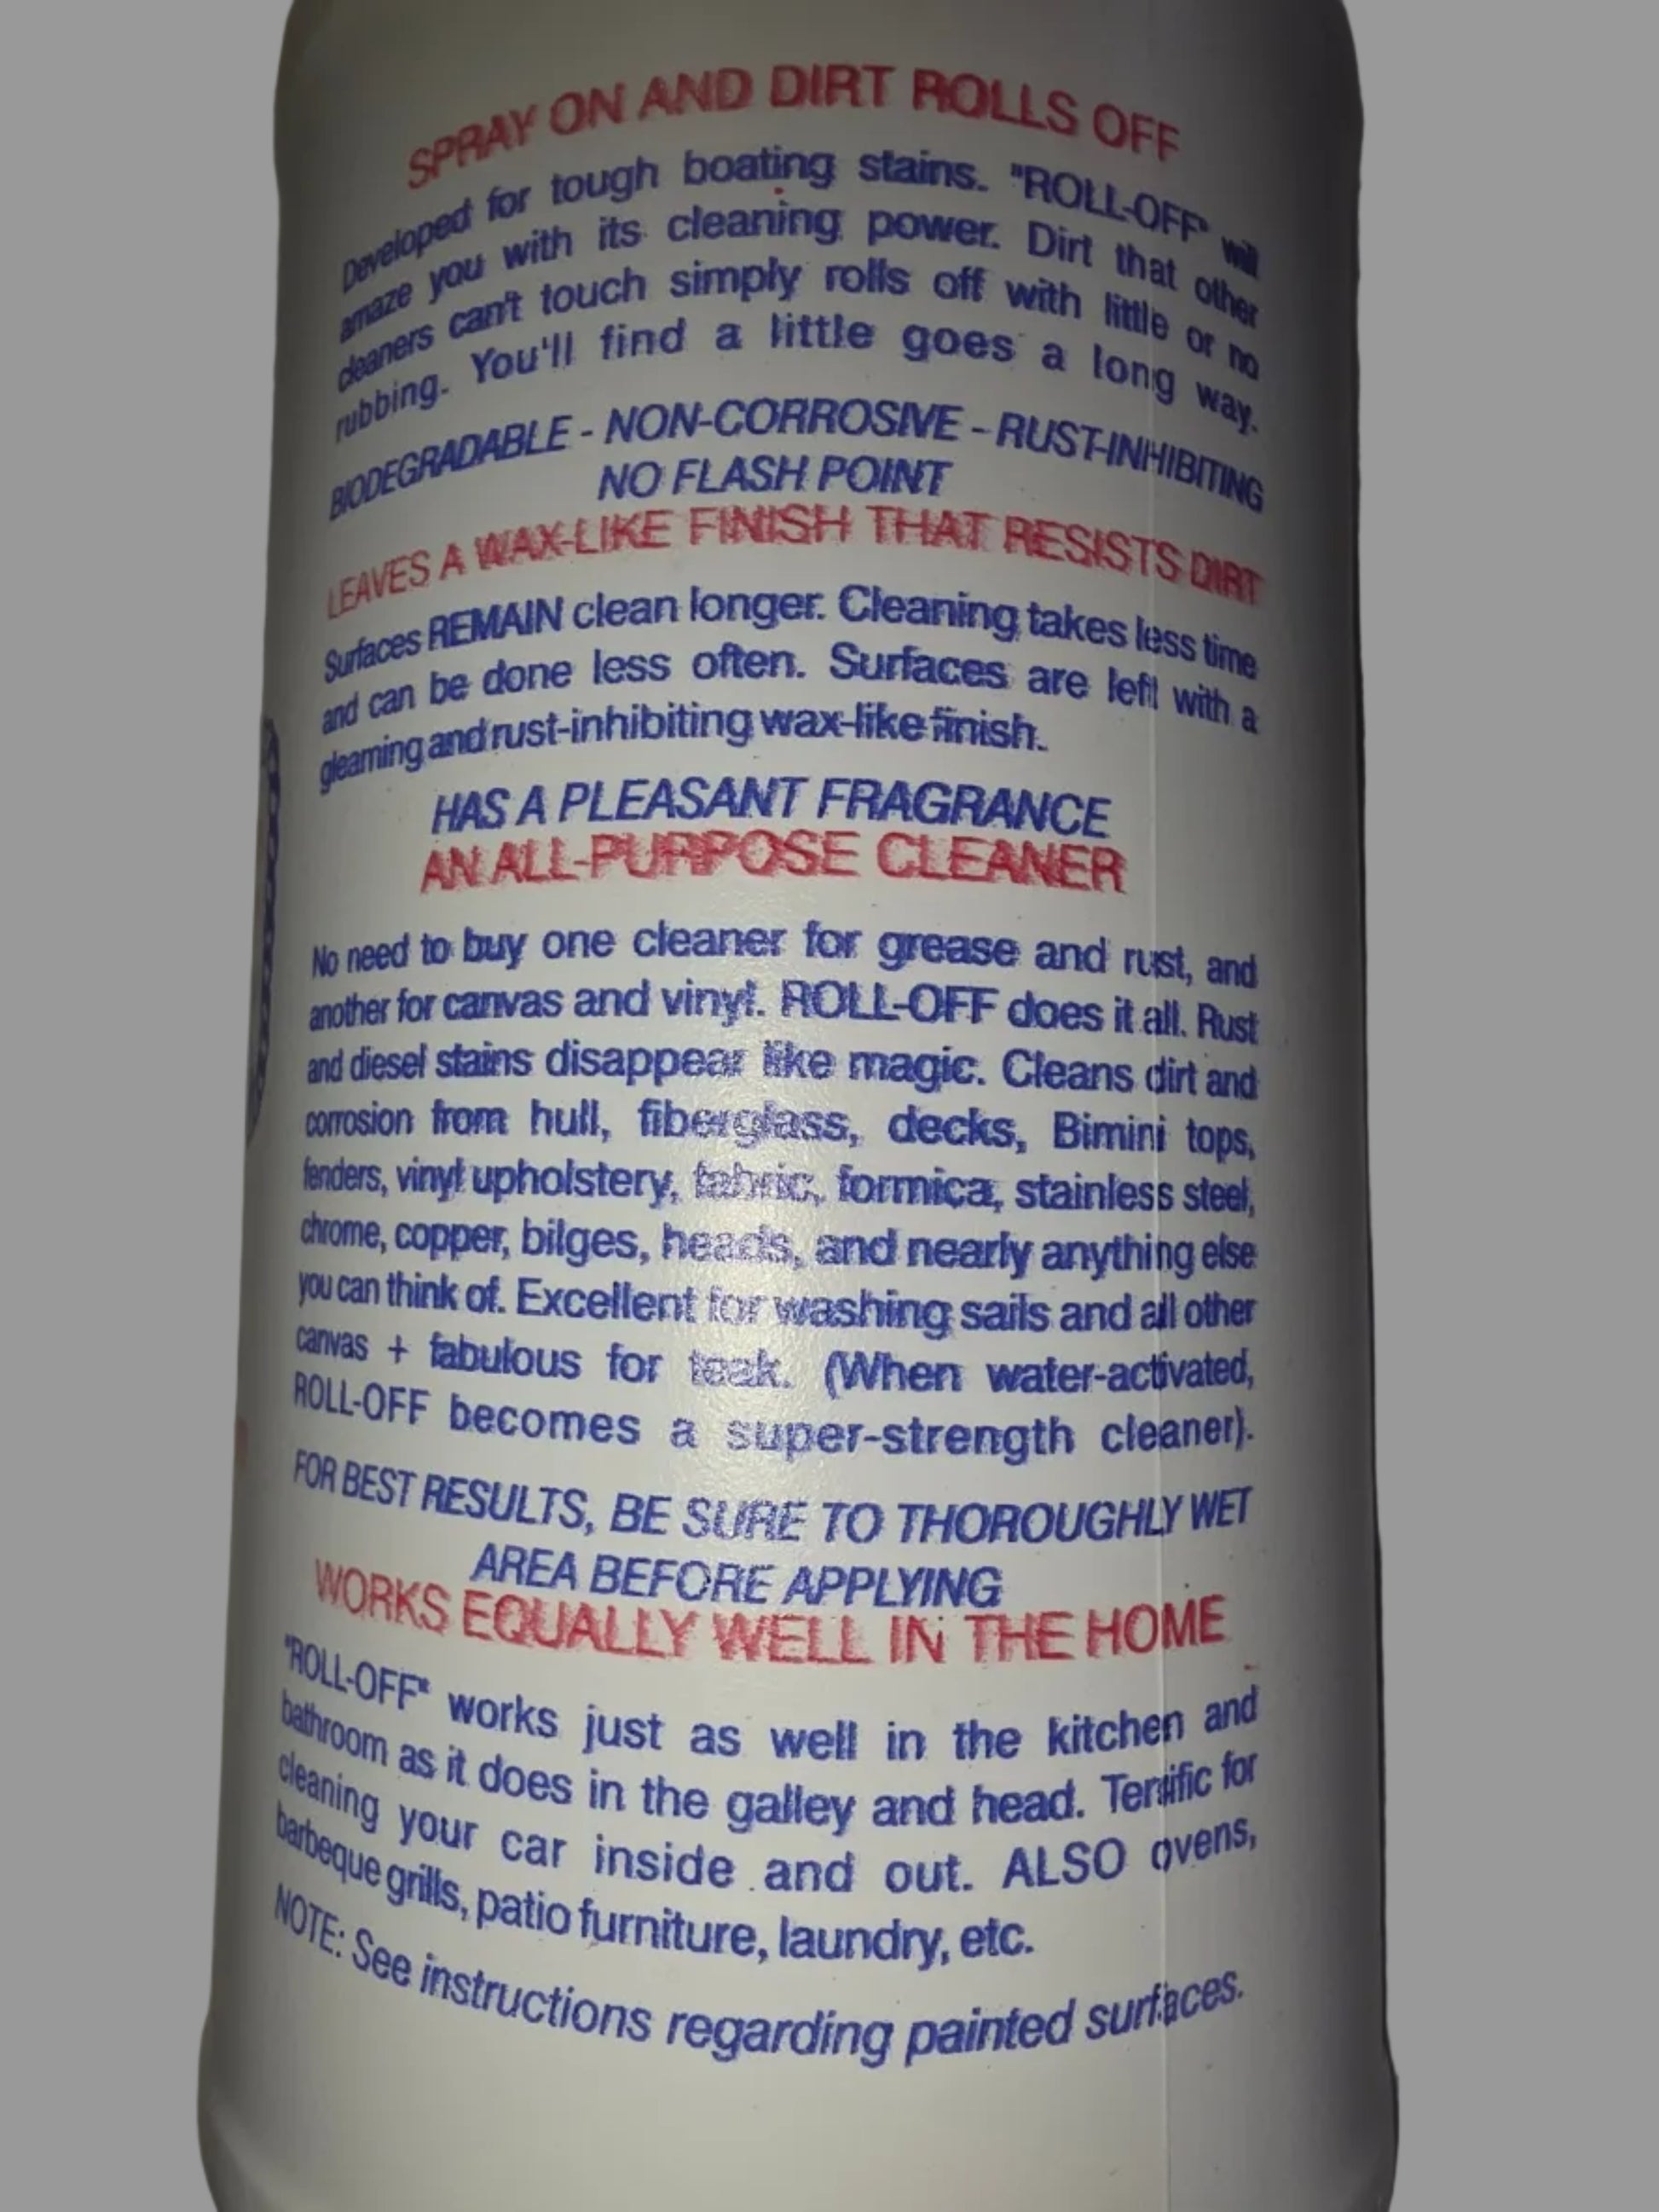 SPRAY ON AND DIRT ROLLS OFF
Developed for tough boating stains. "ROLL-OFF" will
amaze you with its cleaning power. Dirt that other
cleaners can't touch simply rolls off with little or no
rubbing. You'll find a little goes a long way.
BIODEGRADABLE - NON-CORROSIVE - RUST-INHIBITING
NO FLASH POINT
LEAVES A WAX-LIKE FINISH THAT RESISTS DIRT
Surfaces REMAIN clean longer. Cleaning takes less time
and can be done less often. Surfaces are left with a
gleaming and rust-inhibiting wax-like finish.
HAS A PLEASANT FRAGRANCE
AN ALL-PURPOSE CLEANER
No need to buy one cleaner for grease and rust, and
another for canvas and vinyl. ROLL-OFF does it all. Rust
and diesel stains disappear like magic. Cleans dirt and
corrosion from hull, fiberglass, decks, Bimini tops,
fenders, vinyl upholstery, fabric, formica, stainless steel,
chrome, copper, bilges, heads, and nearly anything else
you can think of. Excellent for washing sails and all other
canvas + fabulous for teak. (When water-activated,
ROLL-OFF becomes a super-strength cleaner).
FOR BEST RESULTS, BE SURE TO THOROUGHLY WET
AREA BEFORE APPLYING
WORKS EQUALLY WELL IN THE HOME
"ROLL-OFF" works just as well in the kitchen and
bathroom as it does in the galley and head. Terrific for
cleaning your car inside and out. ALSO ovens,
barbeque grills, patio furniture, laundry, etc.
NOTE: See instructions regarding painted surfaces.